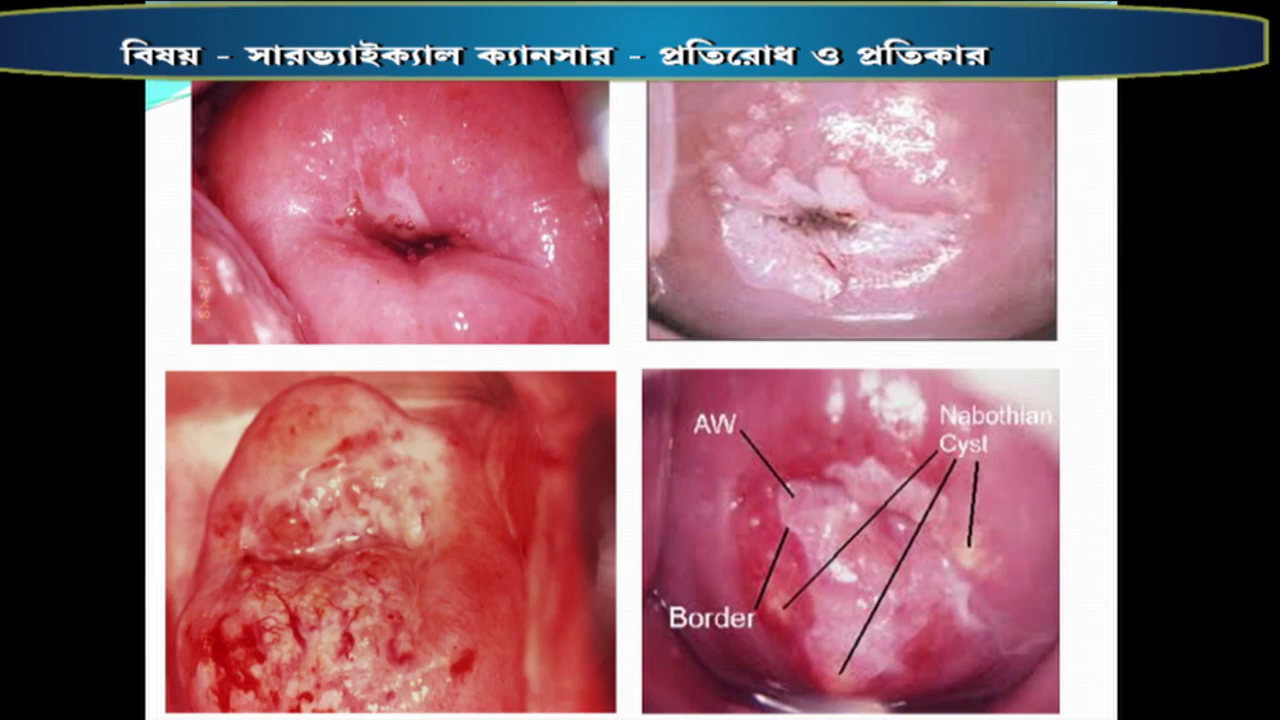 বিষয় - সারভ্যাইক্যাল ক্যানসার - প্রতিরোধ ও প্রতিকার
AW
Nabothian
Cyst
Border